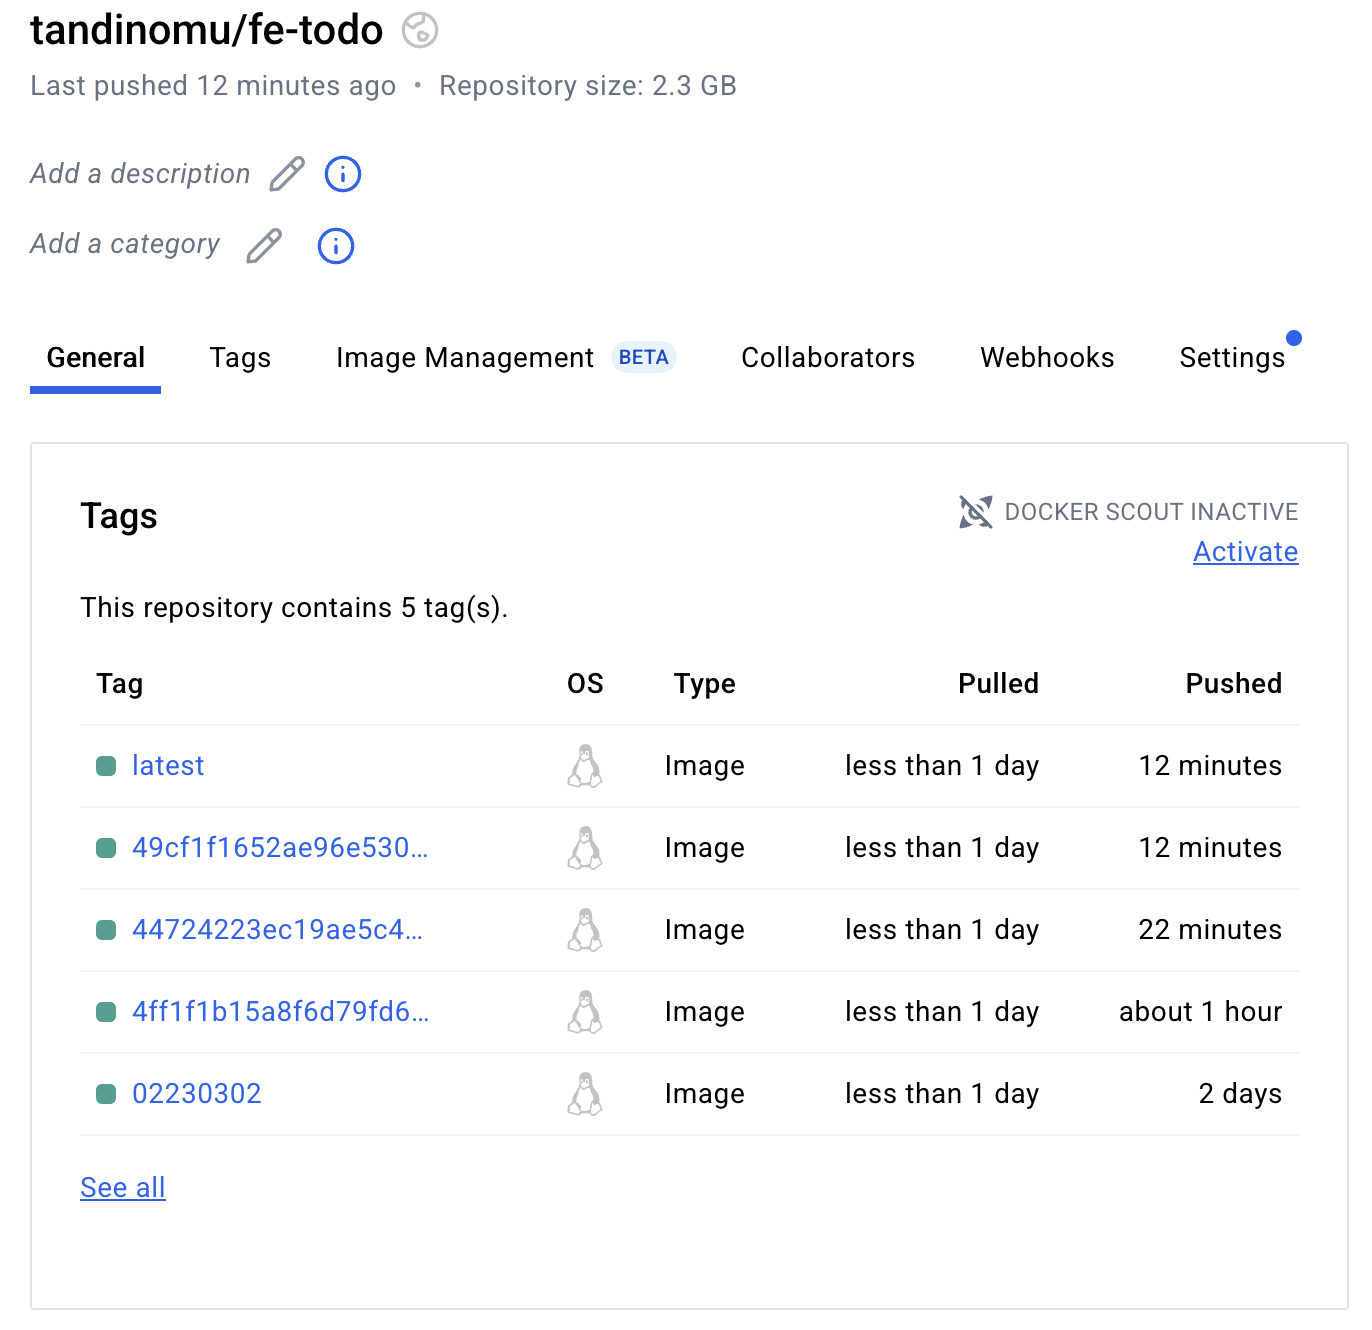 tandinomu/fe-todo
Last pushed 12 minutes ago • Repository size: 2.3 GB
Add a description
Add a category
General Tags Image Management BETA Collaborators Webhooks Settings
Tags
DOCKER SCOUT INACTIVE
Activate
This repository contains 5 tag(s).
Tag OS Type Pulled Pushed
latest Image less than 1 day 12 minutes
49cf1f1652ae96e530... Image less than 1 day 12 minutes
44724223ec19ae5c4... Image less than 1 day 22 minutes
4ff1f1b15a8f6d79fd6... Image less than 1 day about 1 hour
02230302 Image less than 1 day 2 days
See all